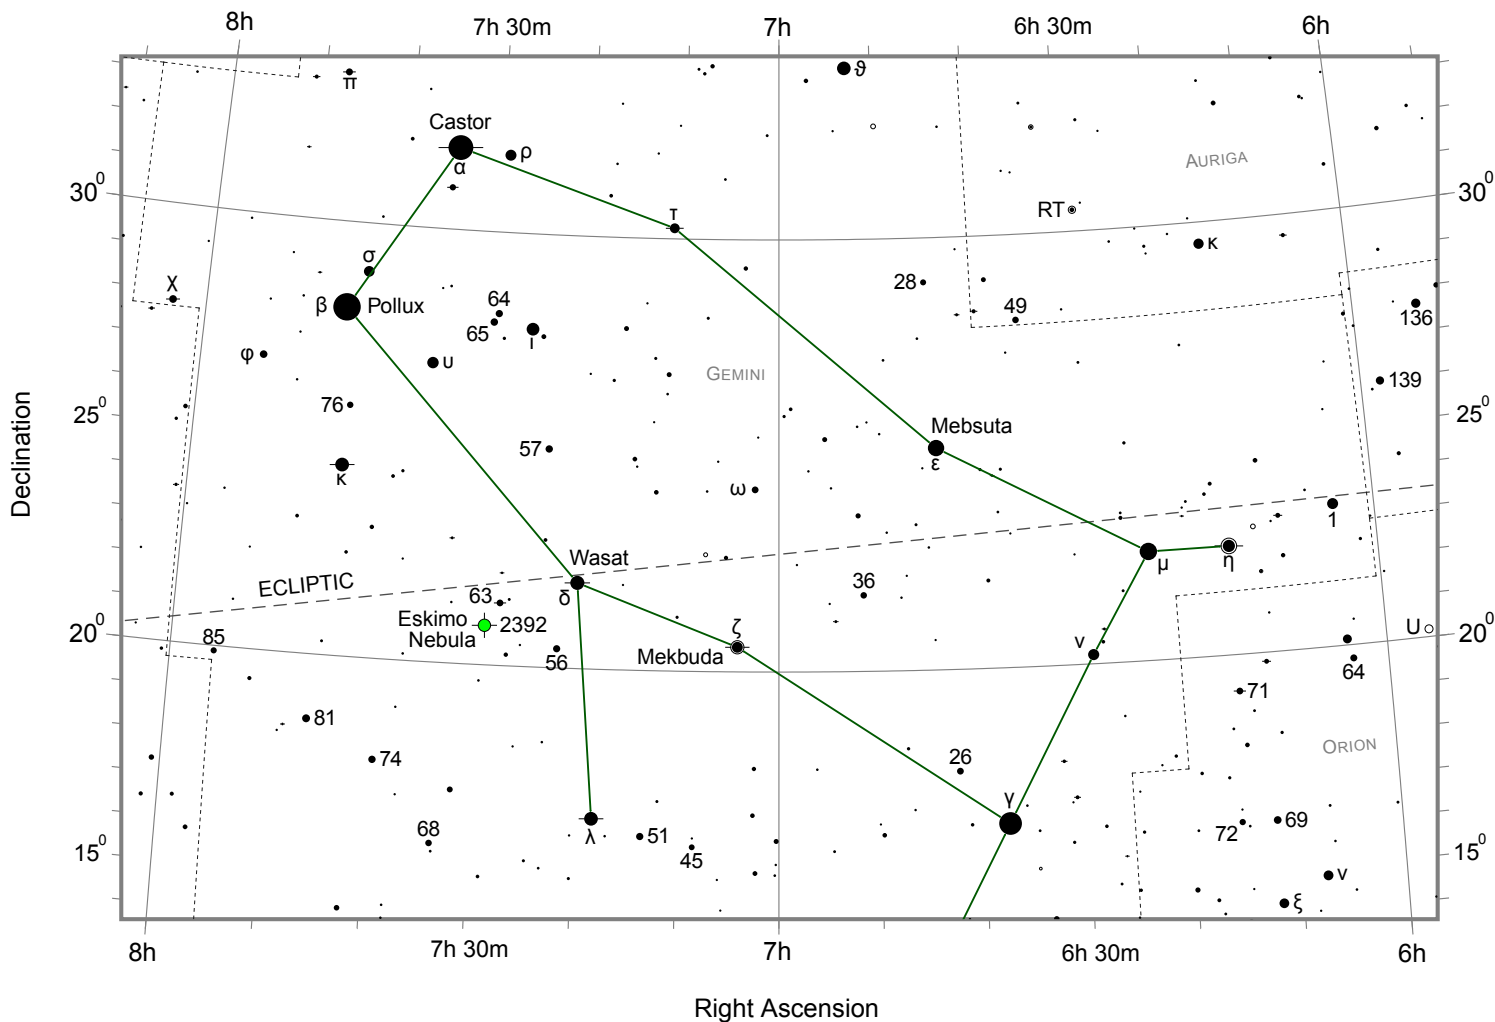 8h
7h 30m
7h
6h 30m
6h
π
ϑ
Castor
ρ
α
AURIGA
30⁰
30⁰
τ
RT
κ
σ
χ
28
β Pollux
64
65
ι
49
136
φ
υ
GEMINI
139
76
25⁰
25⁰
Mebsuta
ε
57
κ
ω
1
Declination
Wasat
μ
η
ECLIPTIC
δ
63
36
Eskimo
Nebula
2392
20⁰
20⁰
85
56
ζ
Mekbuda
ν
U
64
71
81
74
26
ORION
γ
68
λ
51
45
72
69
15⁰
15⁰
ν
ξ
8h
7h 30m
7h
6h 30m
6h
Right Ascension